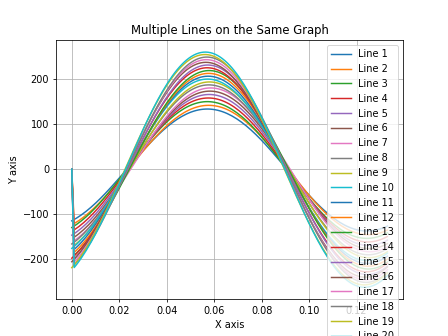 Multiple Lines on the Same Graph
Y axis
200
100
0
−100
−200
0.00
0.02
0.04
0.06
0.08
0.10
X axis
Line 1
Line 2
Line 3
Line 4
Line 5
Line 6
Line 7
Line 8
Line 9
Line 10
Line 11
Line 12
Line 13
Line 14
Line 15
Line 16
Line 17
Line 18
Line 19
Line 20